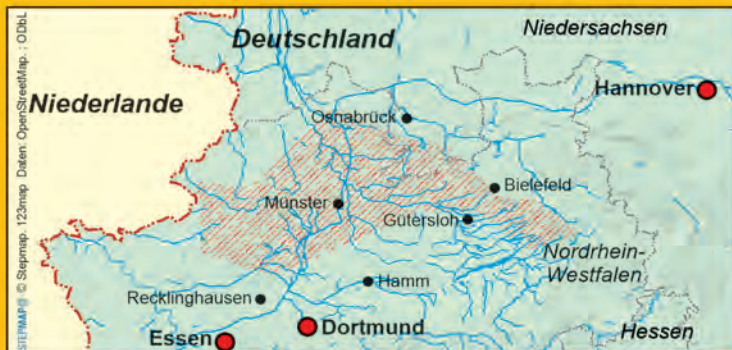 Deutschland
Niedersachsen
Niederlande
Hannover
Osnabrück
Bielefeld
Münster
Gütersloh
Nordrhein-
Westfalen
Hamm
Recklinghausen
Dortmund
Essen
Hessen
STEPMAP © Stepmap. 123map Daten: OpenStreetMap. ; ODbL